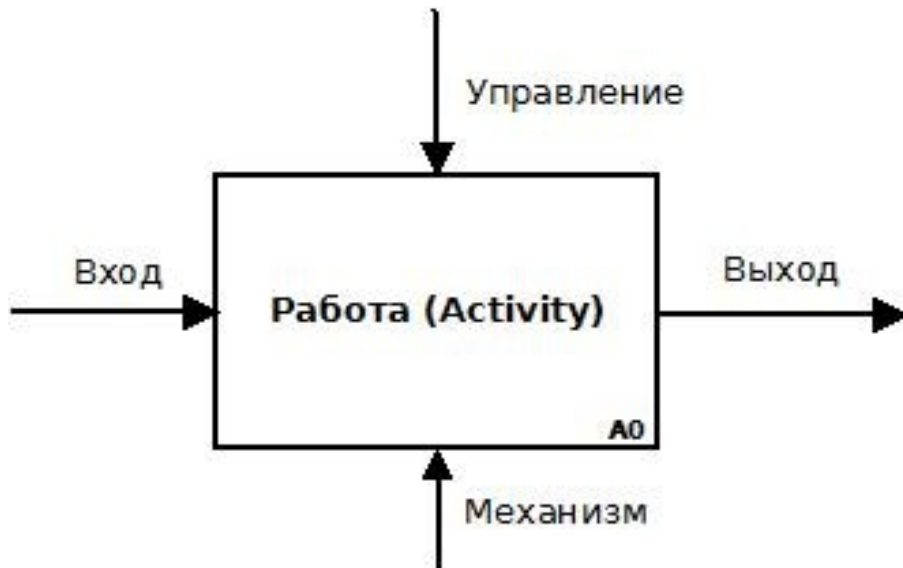 Управление
Вход
Выход
Работа (Activity)
A0
Механизм